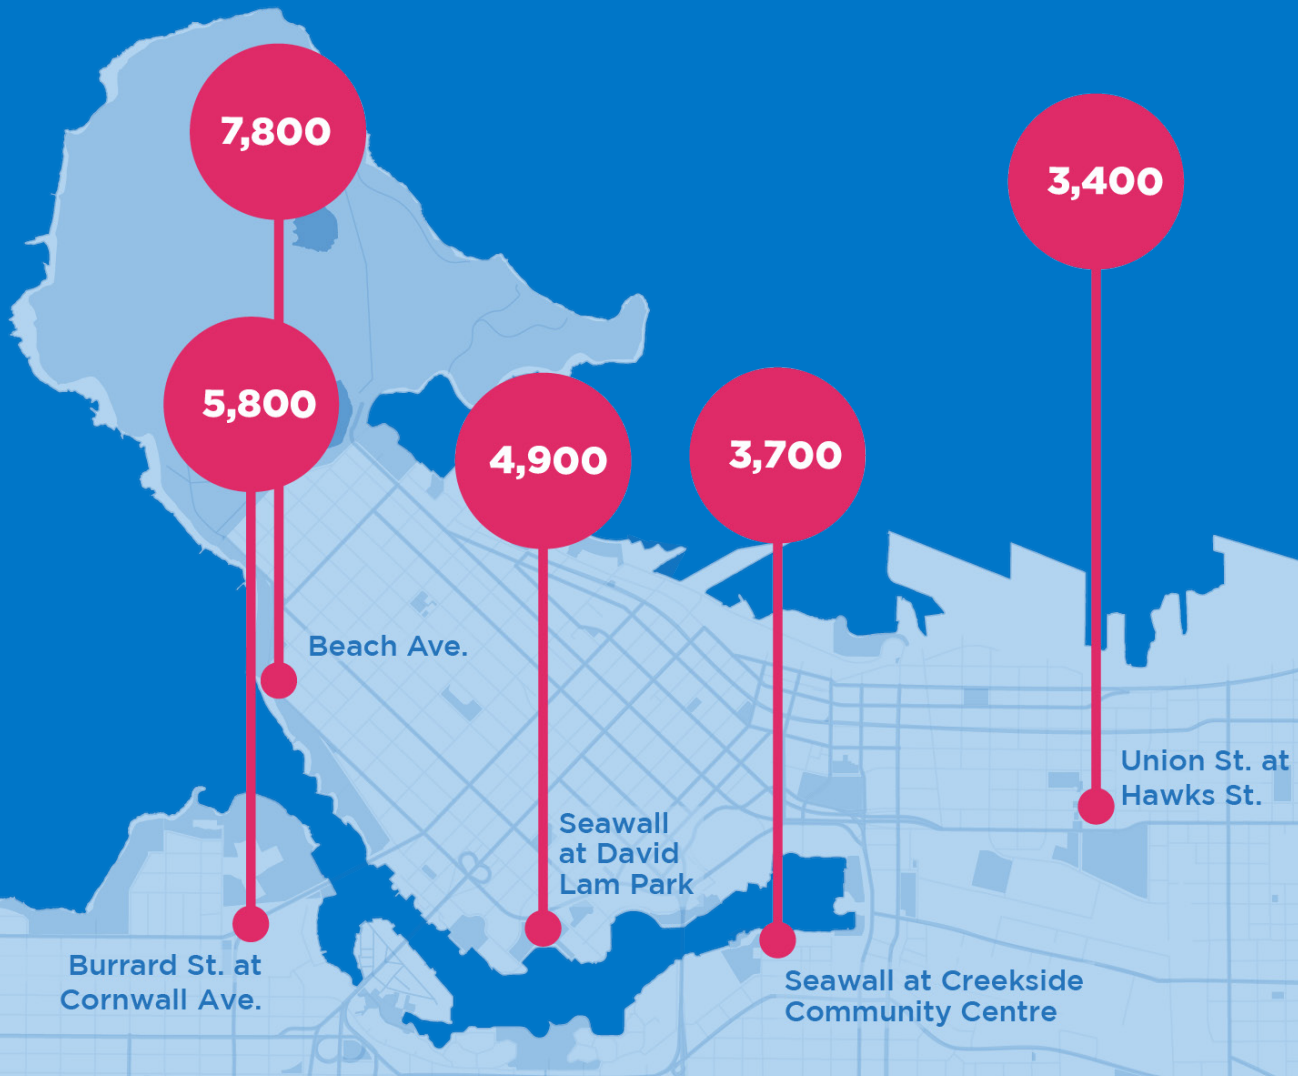 7,800
3,400
5,800
4,900
3,700
Beach Ave.
Union St. at
Hawks St.
Seawall
at David
Lam Park
Burrard St. at
Cornwall Ave.
Seawall at Creekside
Community Centre